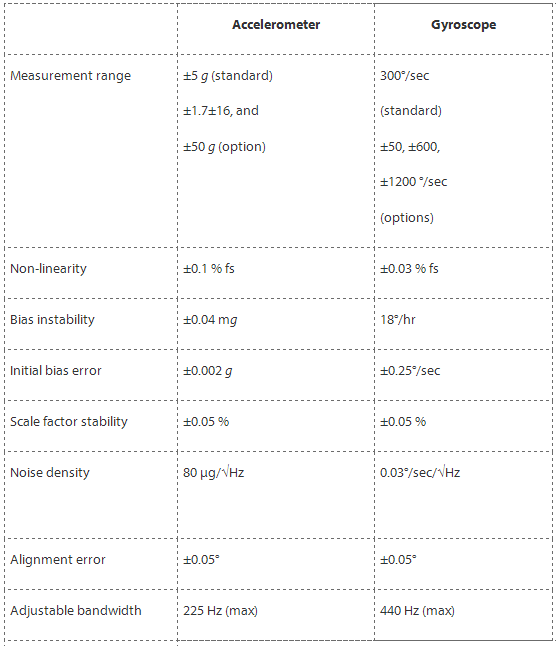 Accelerometer Gyroscope
Measurement range ±5 g (standard) 300°/sec
±1.7±16, and (standard)
±50 g (option) ±50, ±600,
±1200 °/sec
(options)
Non-linearity ±0.1 % fs ±0.03 % fs
Bias instability ±0.04 mg 18°/hr
Initial bias error ±0.002 g ±0.25°/sec
Scale factor stability ±0.05 % ±0.05 %
Noise density 80 µg/√Hz 0.03°/sec/√Hz
Alignment error ±0.05° ±0.05°
Adjustable bandwidth 225 Hz (max) 440 Hz (max)